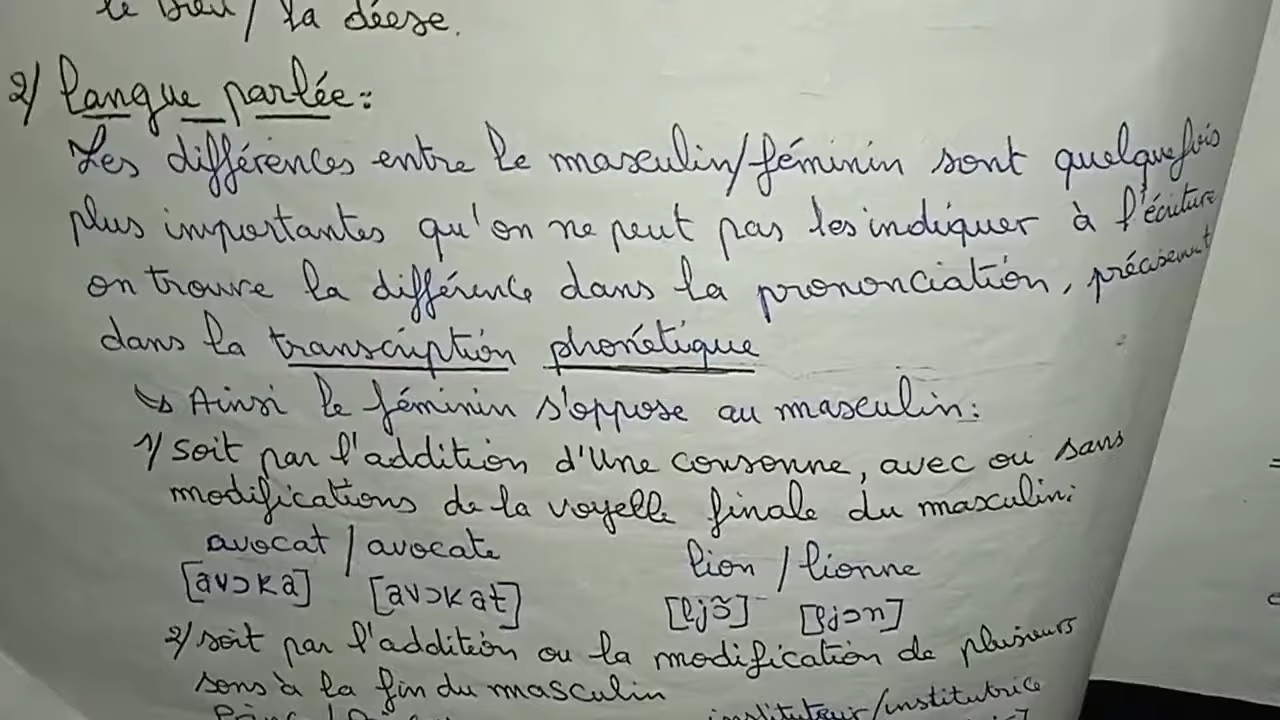 le Dieu / la déese.
2/ Langue parlée:
Les différences entre le masculin/féminin sont quelquefois
plus importantes qu'on ne peut pas les indiquer à l'écriture
on trouve la différence dans la prononciation, précisement
dans la transcription phonétique
↳ Ainsi le féminin s'oppose au masculin:
1/ soit par l'addition d'une consonne, avec ou sans
modifications de la voyelle finale du masculin:
avocat / avocate lion / lionne
[avɔka] [avɔkat] [ljɔ̃] [ljɔn]
2/ soit par l'addition ou la modification de plusieurs
sons à la fin du masculin
instituteur/institutrice